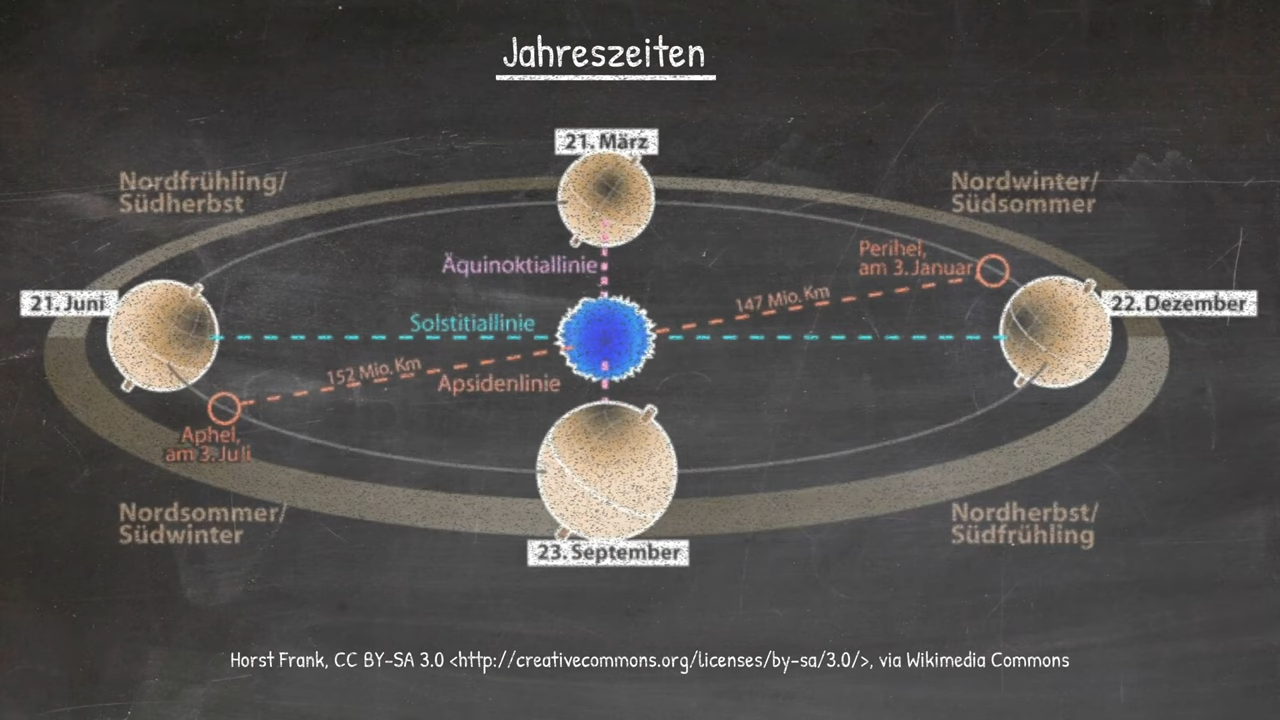 Jahreszeiten
21. März
Nordfrühling/
Südherbst
Nordwinter/
Südsommer
Perihel,
am 3. Januar
Äquinoktiallinie
21. Juni
147 Mio. Km
22. Dezember
Solstitiallinie
152 Mio. Km
Apsidenlinie
Aphel,
am 3. Juli
Nordsommer/
Südwinter
Nordherbst/
Südfrühling
23. September
Horst Frank, CC BY-SA 3.0 <http://creativecommons.org/licenses/by-sa/3.0/>, via Wikimedia Commons